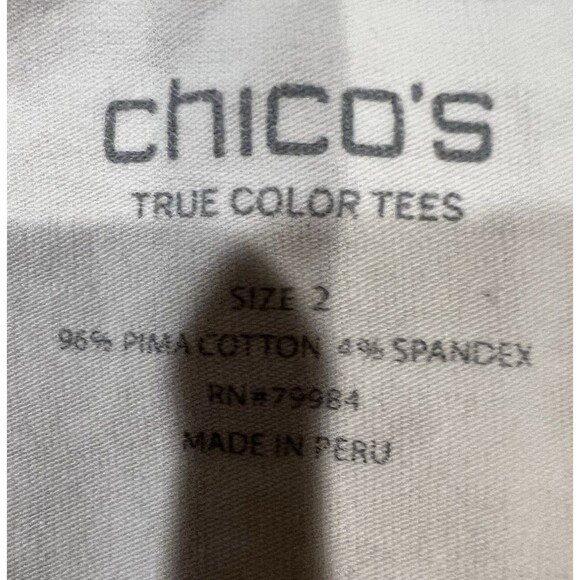 chico's
TRUE COLOR TEES
SIZE 2
96% PIMA COTTON 4% SPANDEX
RN#79984
MADE IN PERU